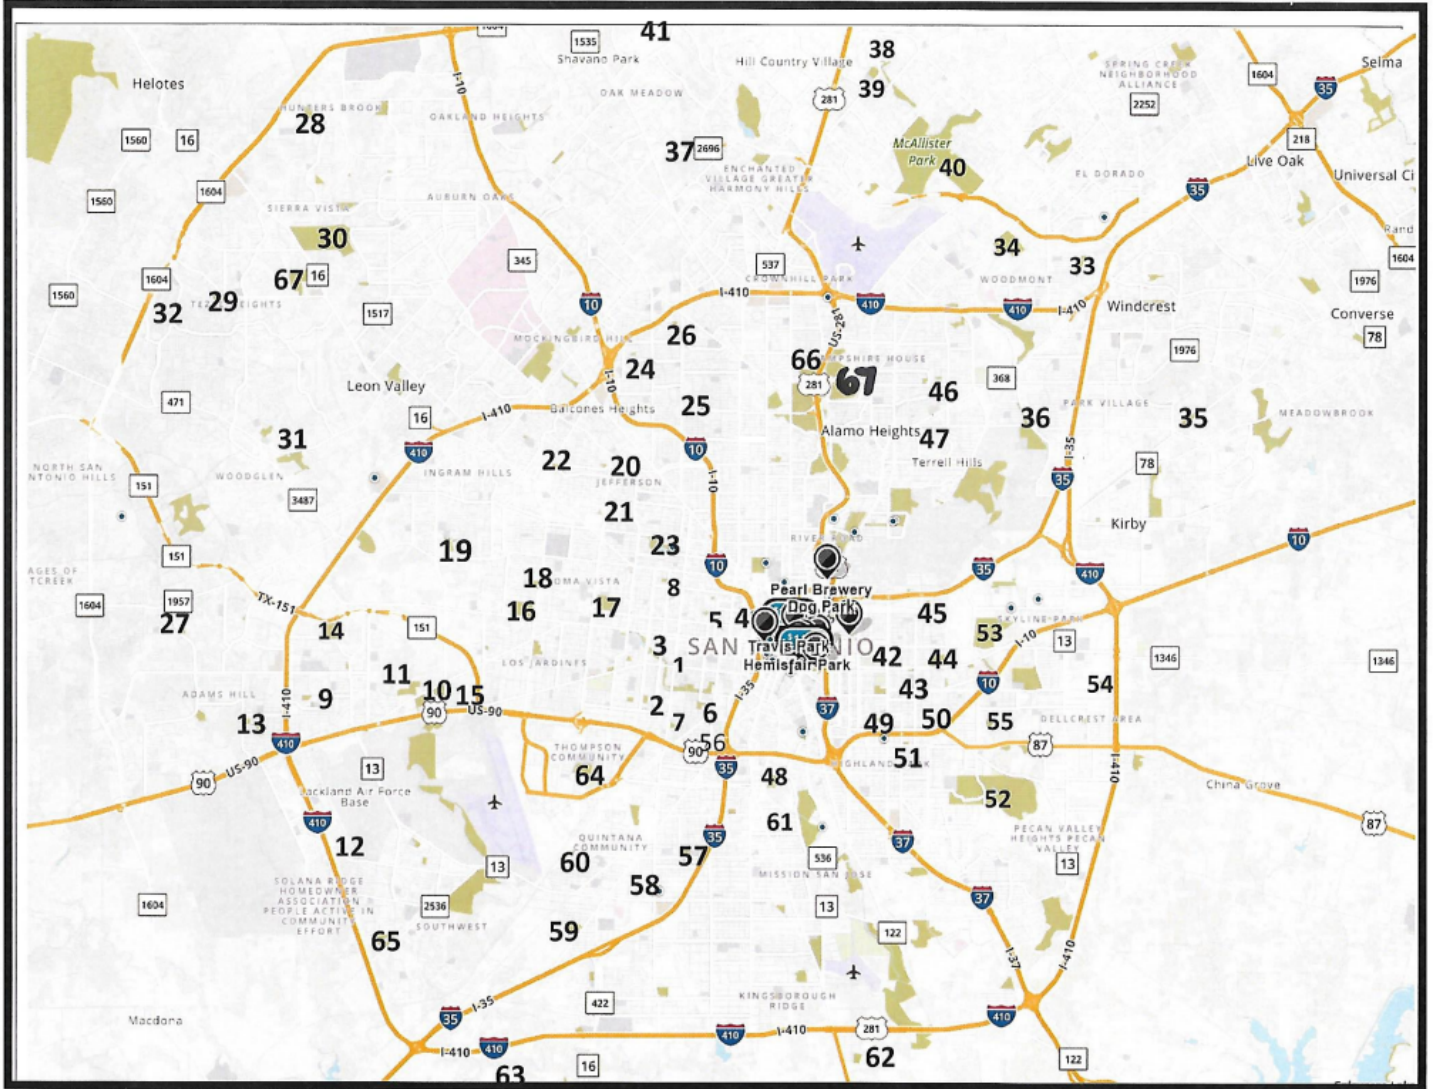 41
1604
1535
Shavano Park
Hill Country Village
38
SPRING CREEK
NEIGHBORHOOD
ALLIANCE
1604
Selma
Helotes
I-10
OAK MEADOW
281
39
2252
35
HUNTERS BROOK
28
OAKLAND HEIGHTS
1560
16
37
2696
McAllister
Park
40
218
Live Oak
ENCHANTED
VILLAGE GREATER
HARMONY HILLS
EL DORADO
Universal Ci
1560
1604
AUBURN OAKS
35
SIERRA VISTA
30
34
Rand
1604
67
16
345
537
CROWNHILL PARK
WOODMONT
33
1604
1976
1560
32
29
I-410
10
410
410
I-410
Windcrest
Converse
1517
78
26
US-281
MOCKINGBIRD HILL
66
MPSHIRE HOUSE
1976
24
I-10
281
67
368
Leon Valley
46
471
16
I-410
Balcones Heights
25
36
PARK VILLAGE
35
MEADOWBROOK
31
410
Alamo Heights
47
10
I-35
NORTH SAN
NTONIO HILLS
WOODGLEN
INGRAM HILLS
22
20
JEFFERSON
Terrell Hills
78
151
3487
I-10
35
21
Kirby
19
23
RIVER ROAD
10
151
10
35
410
AGES OF
TCREEK
18
OMA VISTA
8
Pearl Brewery
1604
1957
TX-151
16
17
Dog Park
45
27
14
151
5
4
SKYLINE PARK
53
I-10
13
3
SAN
Travis Park
NIO
42
44
1346
1346
LOS JARDINES
1
Hemisfair Park
11
10
15
I-35
43
10
54
ADAMS HILL
I-410
9
2
6
37
13
90
US-90
7
49
50
55
DELLCREST AREA
410
56
90
87
US-90
THOMPSON
COMMUNITY
35
HIGHLAND PARK
51
90
13
64
48
I-410
China Grove
Lackland Air Force
Base
52
410
61
87
12
QUINTANA
COMMUNITY
35
37
PECAN VALLEY
HEIGHTS PECAN
VALLEY
60
57
536
13
13
MISSION SAN JOSE
SOLANA RIDGE
HOMEOWNER
ASSOCIATION
PEOPLE ACTIVE IN
COMMUNITY
EFFORT
58
37
1604
2536
13
SOUTHWEST
65
59
122
I-37
I-410
KINGSBOROUGH
RIDGE
422
I-35
Macdona
35
410
410
I-410
281
I-410
410
62
122
63
16